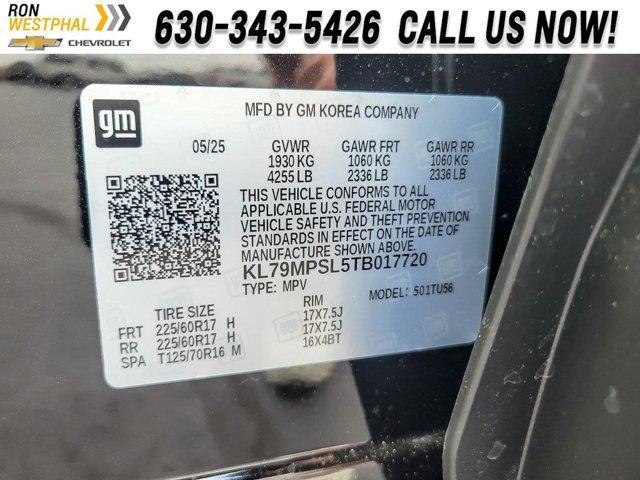 RON
WESTPHAL
CHEVROLET
630-343-5426 CALL US NOW!
gm
MFD BY GM KOREA COMPANY
05/25 GVWR GAWR FRT GAWR RR
1930 KG 1060 KG 1060 KG
4255 LB 2336 LB 2336 LB
THIS VEHICLE CONFORMS TO ALL
APPLICABLE U.S. FEDERAL MOTOR
VEHICLE SAFETY AND THEFT PREVENTION
STANDARDS IN EFFECT ON THE DATE OF
MANUFACTURE SHOWN ABOVE.
KL79MPSL5TB017720
TYPE: MPV MODEL: 501TU56
TIRE SIZE RIM
FRT 225/60R17 H 17X7.5J
RR 225/60R17 H 17X7.5J
SPA T125/70R16 M 16X4BT